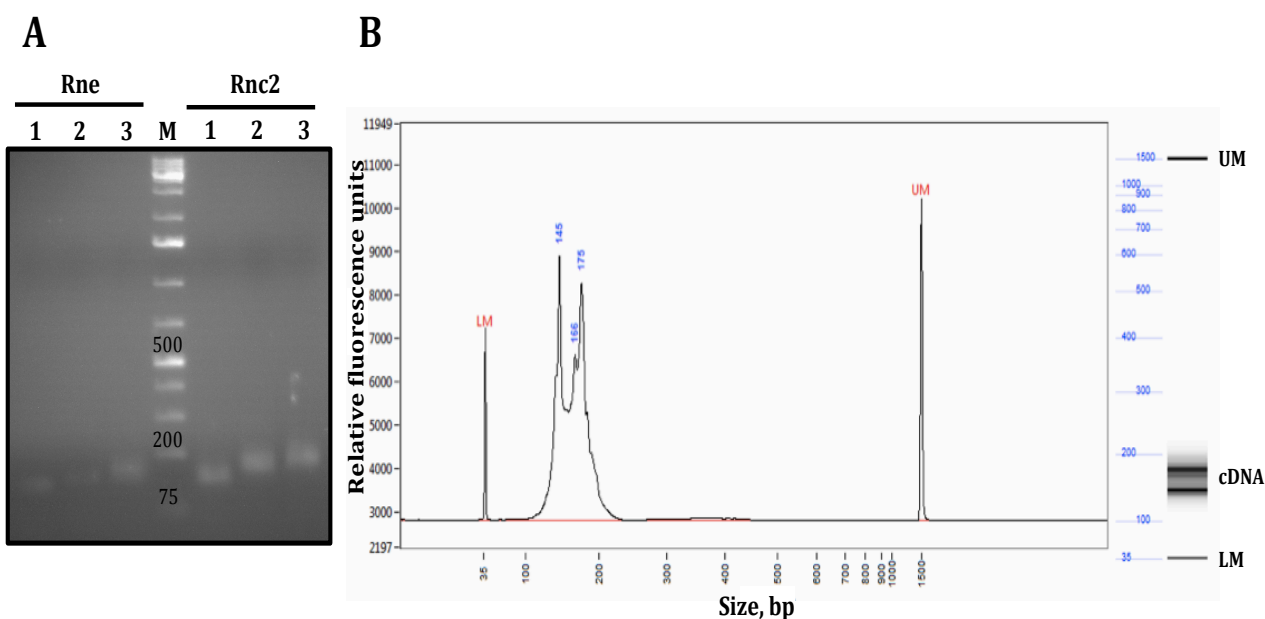 A
B
Rne
Rnc2
1 2 3 M 1 2 3
500
200
75
Relative fluorescence units
11949
11000
10000
9000
8000
7000
6000
5000
4000
3000
2197
LM
145
166
175
UM
35 100 200 300 400 500 600 700 800 900 1000 1500
Size, bp
1500
1000
900
800
700
600
500
400
300
200
100
35
UM
cDNA
LM